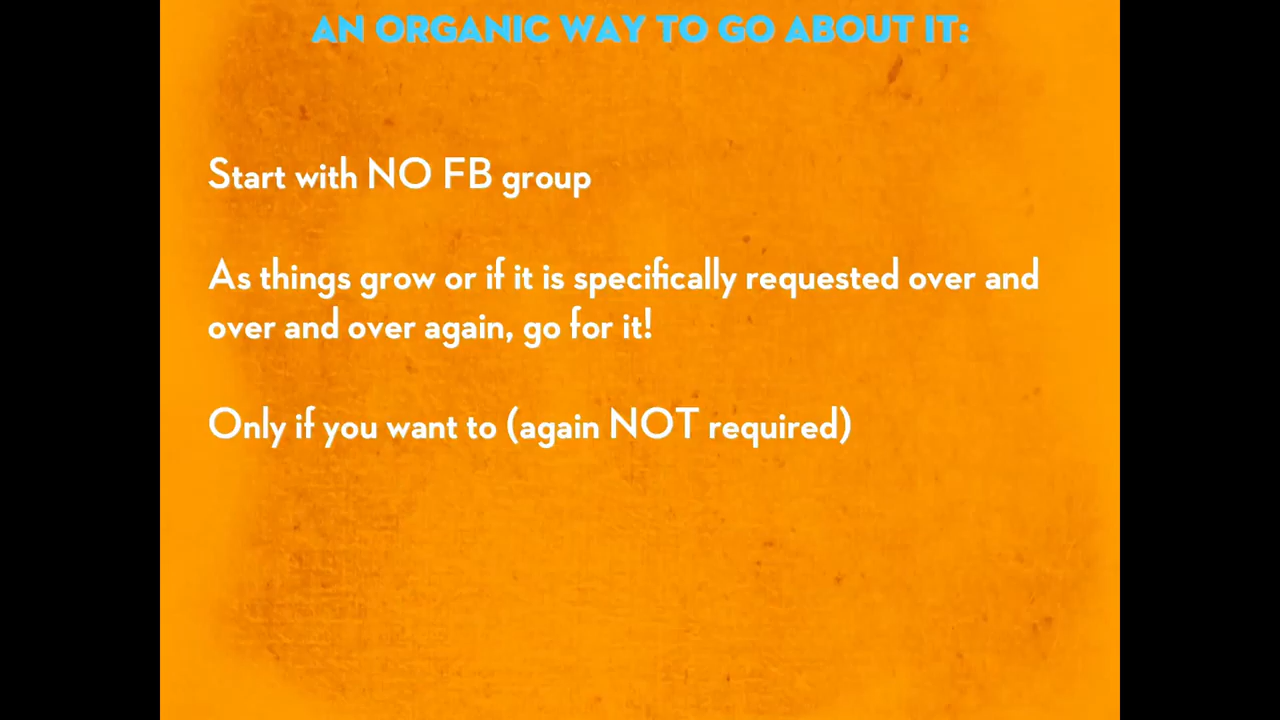 AN ORGANIC WAY TO GO ABOUT IT:
Start with NO FB group
As things grow or if it is specifically requested over and
over and over again, go for it!
Only if you want to (again NOT required)